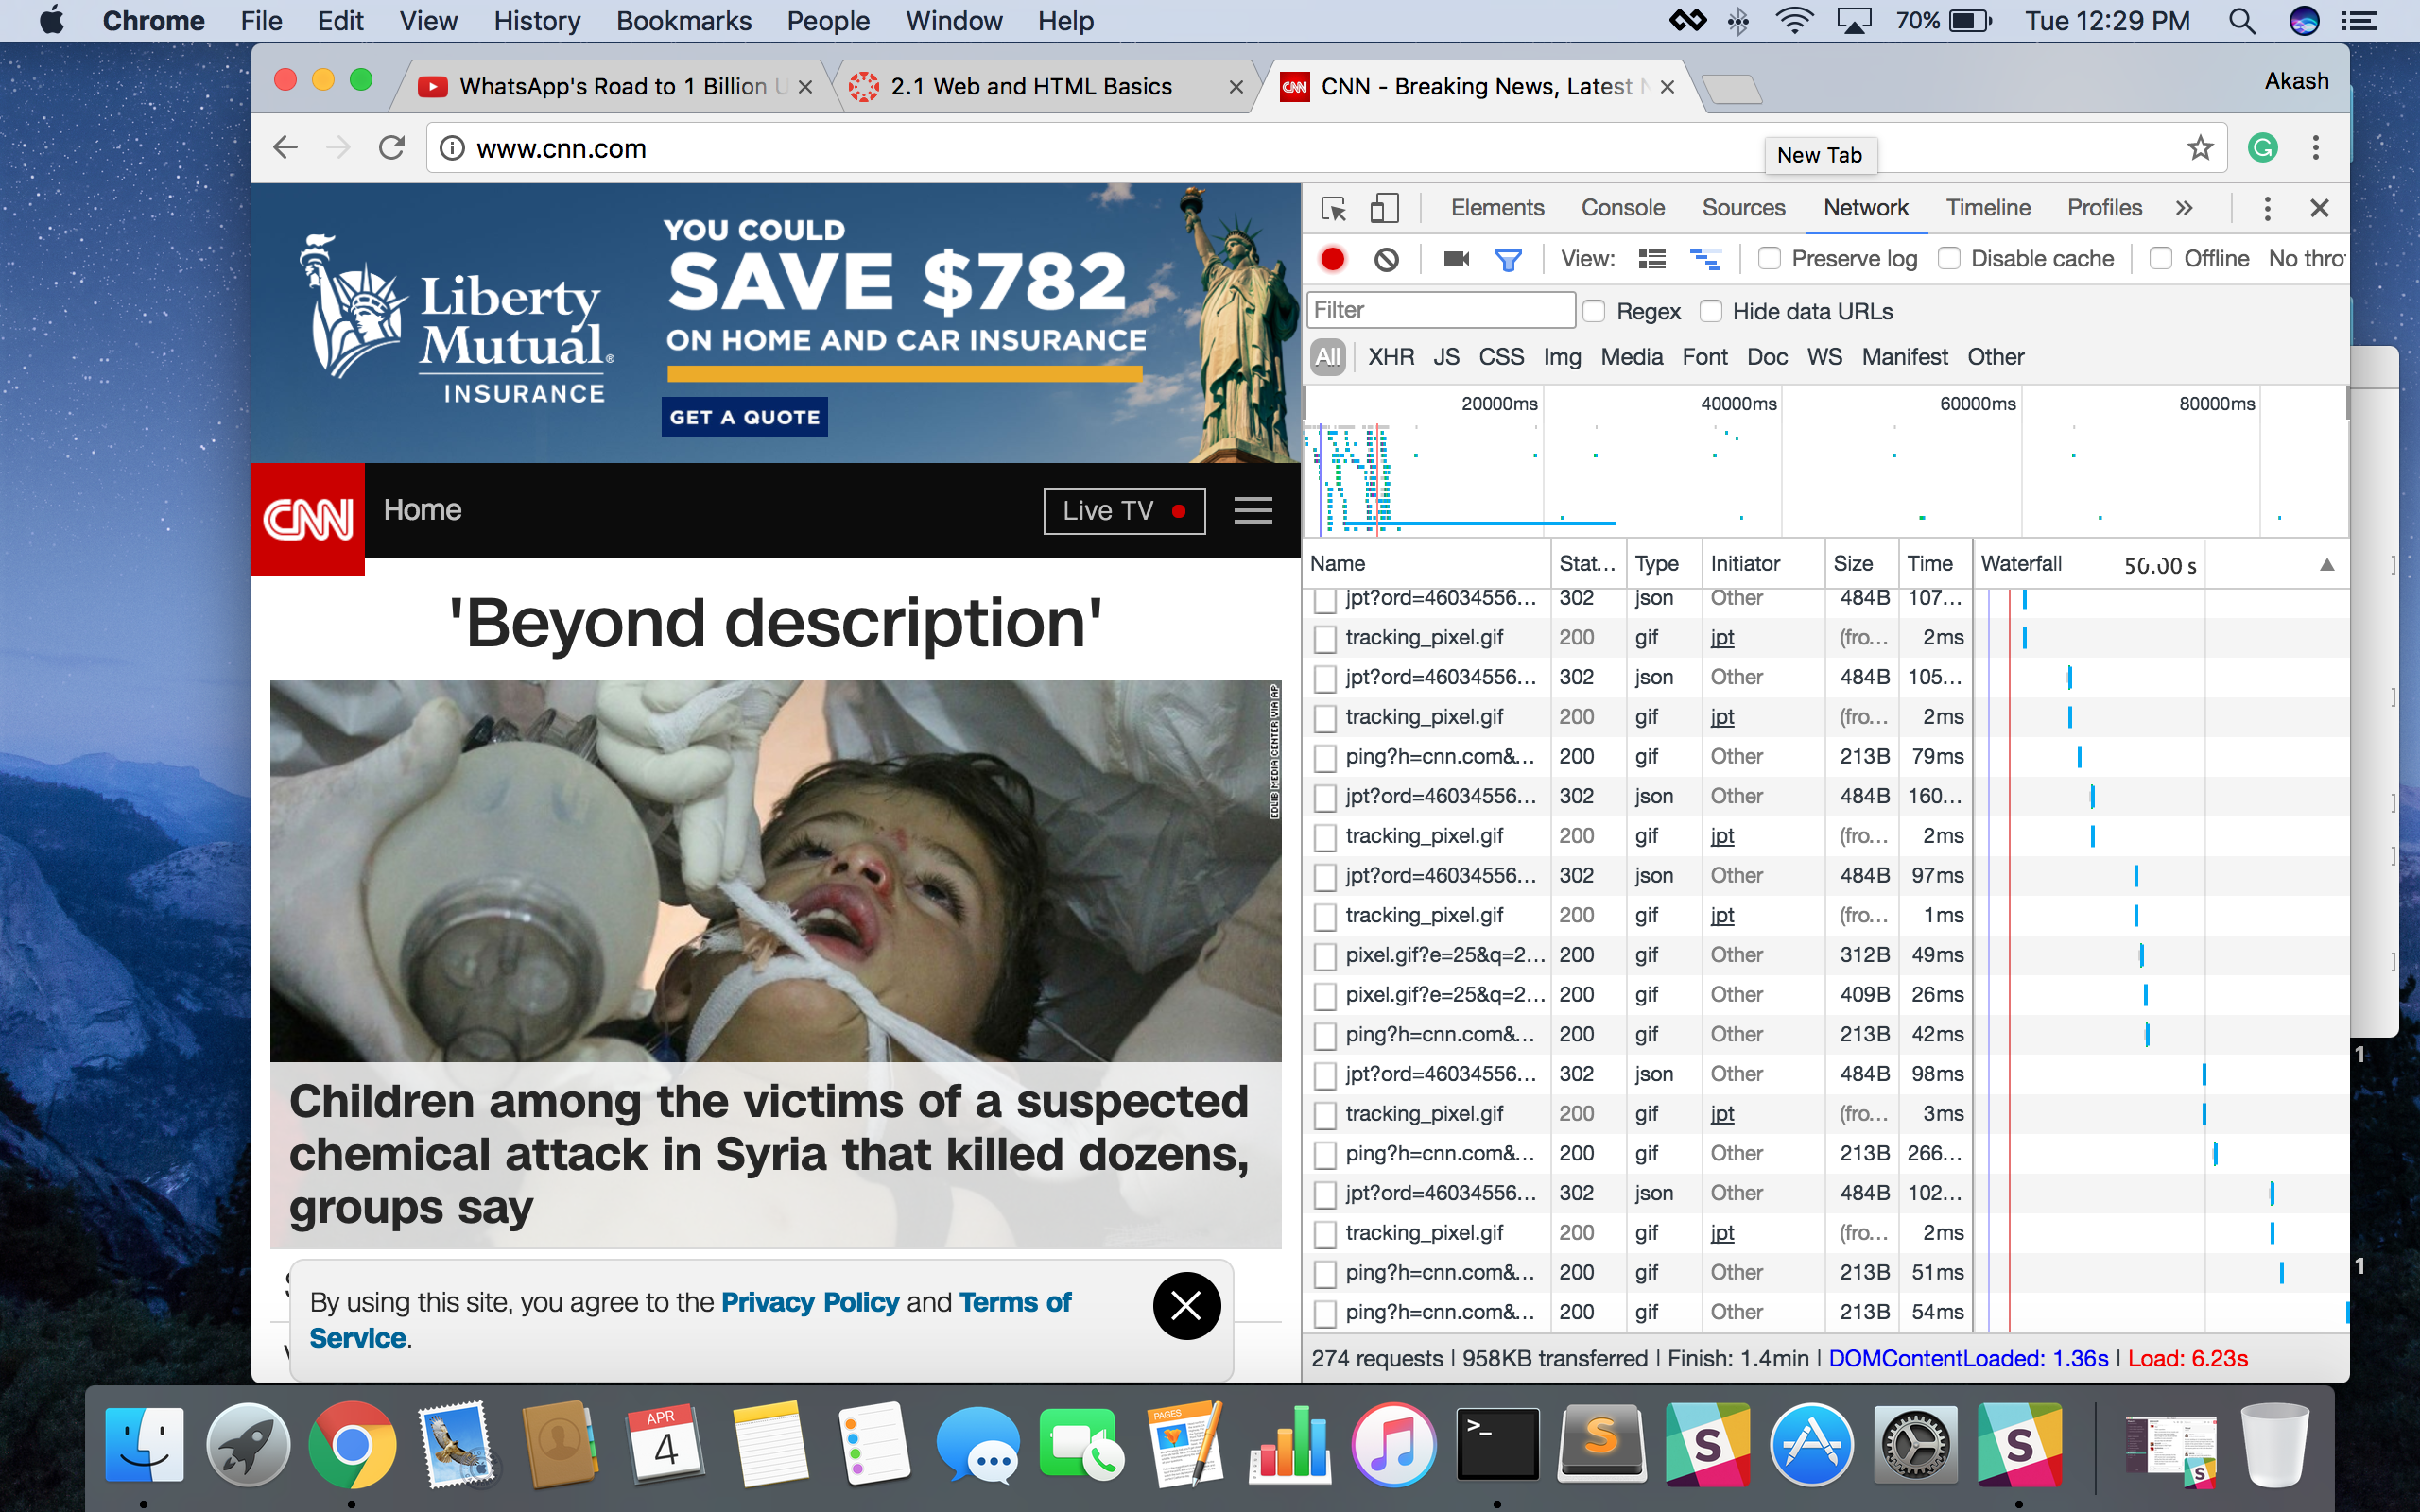 Chrome File Edit View History Bookmarks People Window Help
70% Tue 12:29 PM
WhatsApp's Road to 1 Billion U
2.1 Web and HTML Basics
CNN - Breaking News, Latest N
Akash
www.cnn.com
New Tab
Liberty
Mutual®
INSURANCE
YOU COULD
SAVE $782
ON HOME AND CAR INSURANCE
GET A QUOTE
CNN
Home
Live TV
'Beyond description'
EDLIB MEDIA CENTER VIA AP
Children among the victims of a suspected
chemical attack in Syria that killed dozens,
groups say
By using this site, you agree to the Privacy Policy and Terms of
Service.
Elements Console Sources Network Timeline Profiles »
View: Preserve log Disable cache Offline No thro
Filter Regex Hide data URLs
All XHR JS CSS Img Media Font Doc WS Manifest Other
20000ms 40000ms 60000ms 80000ms
Name Stat... Type Initiator Size Time Waterfall 50.00 s
jpt?ord=46034556... 302 json Other 484B 107...
tracking_pixel.gif 200 gif jpt (fro... 2ms
jpt?ord=46034556... 302 json Other 484B 105...
tracking_pixel.gif 200 gif jpt (fro... 2ms
ping?h=cnn.com&... 200 gif Other 213B 79ms
jpt?ord=46034556... 302 json Other 484B 160...
tracking_pixel.gif 200 gif jpt (fro... 2ms
jpt?ord=46034556... 302 json Other 484B 97ms
tracking_pixel.gif 200 gif jpt (fro... 1ms
pixel.gif?e=25&q=2... 200 gif Other 312B 49ms
pixel.gif?e=25&q=2... 200 gif Other 409B 26ms
ping?h=cnn.com&... 200 gif Other 213B 42ms
jpt?ord=46034556... 302 json Other 484B 98ms
tracking_pixel.gif 200 gif jpt (fro... 3ms
ping?h=cnn.com&... 200 gif Other 213B 266...
jpt?ord=46034556... 302 json Other 484B 102...
tracking_pixel.gif 200 gif jpt (fro... 2ms
ping?h=cnn.com&... 200 gif Other 213B 51ms
ping?h=cnn.com&... 200 gif Other 213B 54ms
274 requests | 958KB transferred | Finish: 1.4min | DOMContentLoaded: 1.36s | Load: 6.23s
]
]
]
]
]
1
1
APR
4
PAGES
>_
S
S
S